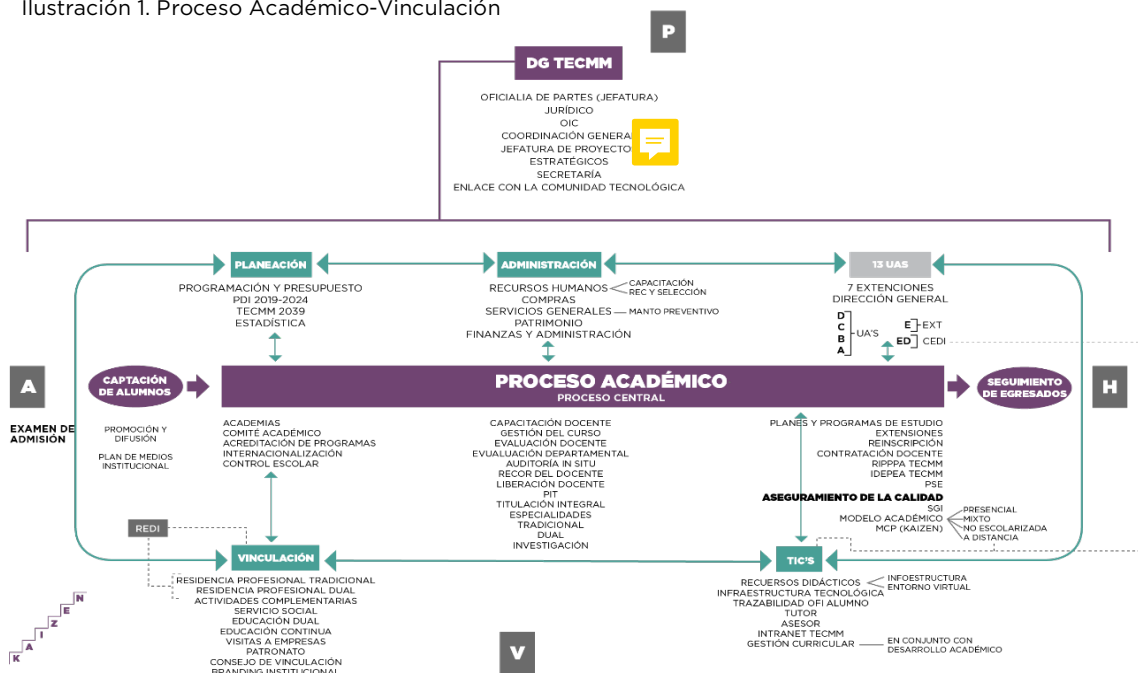 Ilustración 1. Proceso Académico-Vinculación
P
DG TECMM
OFICIALIA DE PARTES (JEFATURA)
JURÍDICO
OIC
COORDINACIÓN GENERA
JEFATURA DE PROYECTO
ESTRATÉGICOS
SECRETARÍA
ENLACE CON LA COMUNIDAD TECNOLÓGICA
PLANEACIÓN
PROGRAMACIÓN Y PRESUPUESTO
PDI 2019-2024
TECMM 2039
ESTADÍSTICA
ADMINISTRACIÓN
RECURSOS HUMANOS
CAPACITACIÓN
REC Y SELECCIÓN
COMPRAS
SERVICIOS GENERALES
MANTO PREVENTIVO
PATRIMONIO
FINANZAS Y ADMINISTRACIÓN
13 UAS
7 EXTENCIONES
DIRECCIÓN GENERAL
D
C
B
A
UA'S
E
EXT
ED
CEDI
A
EXAMEN DE
ADMISIÓN
CAPTACIÓN
DE ALUMNOS
PROMOCIÓN Y
DIFUSIÓN
PLAN DE MEDIOS
INSTITUCIONAL
PROCESO ACADÉMICO
PROCESO CENTRAL
SEGUIMIENTO
DE EGRESADOS
H
ACADEMIAS
COMITÉ ACADÉMICO
ACREDITACIÓN DE PROGRAMAS
INTERNACIONALIZACIÓN
CONTROL ESCOLAR
CAPACITACIÓN DOCENTE
GESTIÓN DEL CURSO
EVALUACIÓN DOCENTE
EVUALUACIÓN DEPARTAMENTAL
AUDITORÍA IN SITU
RECOR DEL DOCENTE
LIBERACIÓN DOCENTE
PIT
TITULACIÓN INTEGRAL
ESPECIALIDADES
TRADICIONAL
DUAL
INVESTIGACIÓN
PLANES Y PROGRAMAS DE ESTUDIO
EXTENSIONES
REINSCRIPCIÓN
CONTRATACIÓN DOCENTE
RIPPPA TECMM
IDEPEA TECMM
PSE
ASEGURAMIENTO DE LA CALIDAD
SGI
MODELO ACADÉMICO
MCP (KAIZEN)
PRESENCIAL
MIXTO
NO ESCOLARIZADA
A DISTANCIA
REDI
VINCULACIÓN
RESIDENCIA PROFESIONAL TRADICIONAL
RESIDENCIA PROFESIONAL DUAL
ACTIVIDADES COMPLEMENTARIAS
SERVICIO SOCIAL
EDUCACIÓN DUAL
EDUCACIÓN CONTINUA
VISITAS A EMPRESAS
PATRONATO
CONSEJO DE VINCULACIÓN
BRANDING INSTITUCIONAL
TIC'S
RECUERSOS DIDÁCTICOS
INFOESTRUCTURA
ENTORNO VIRTUAL
INFRAESTRUCTURA TECNOLÓGICA
TRAZABILIDAD OFI ALUMNO
TUTOR
ASESOR
INTRANET TECMM
GESTIÓN CURRICULAR
EN CONJUNTO CON
DESARROLLO ACADÉMICO
KAIZEN
V